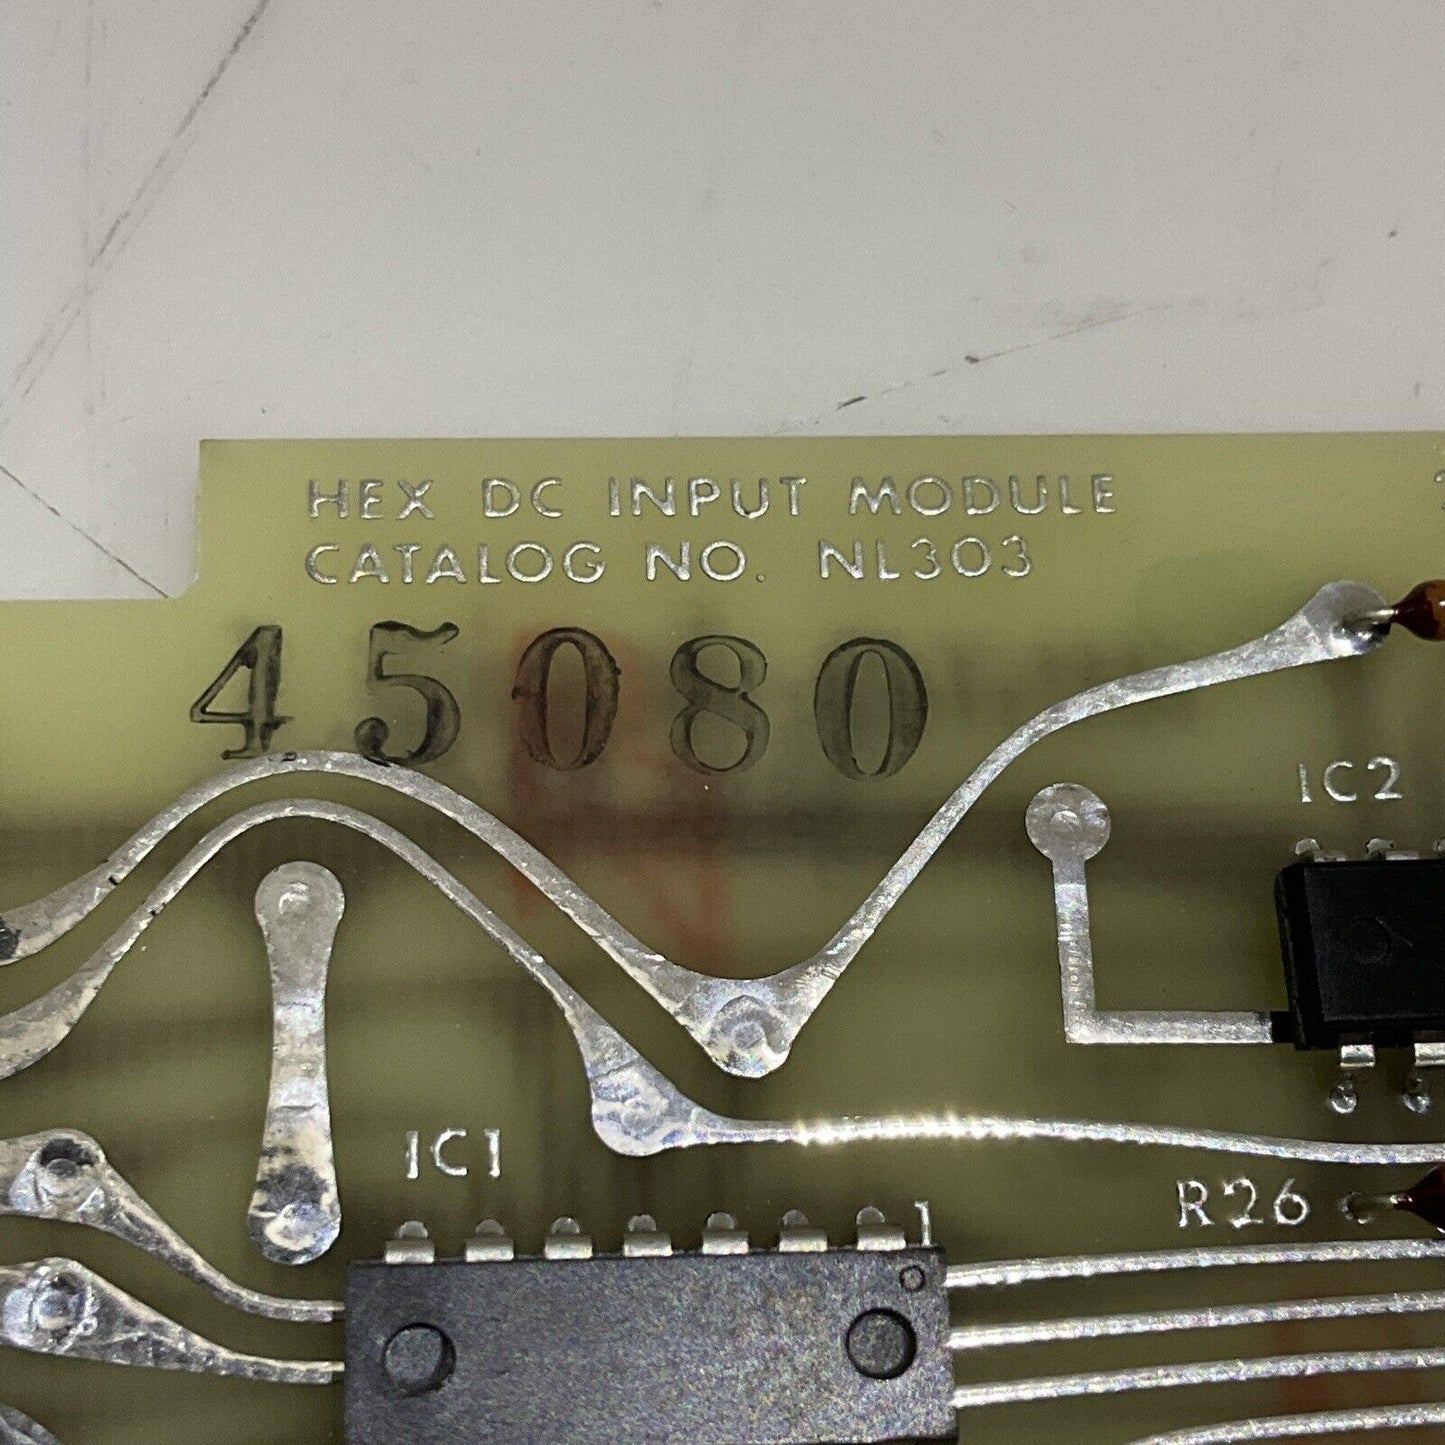 HEX DC INPUT MODULE
CATALOG NO. NL303
45080
IC2
IC1
R26
1